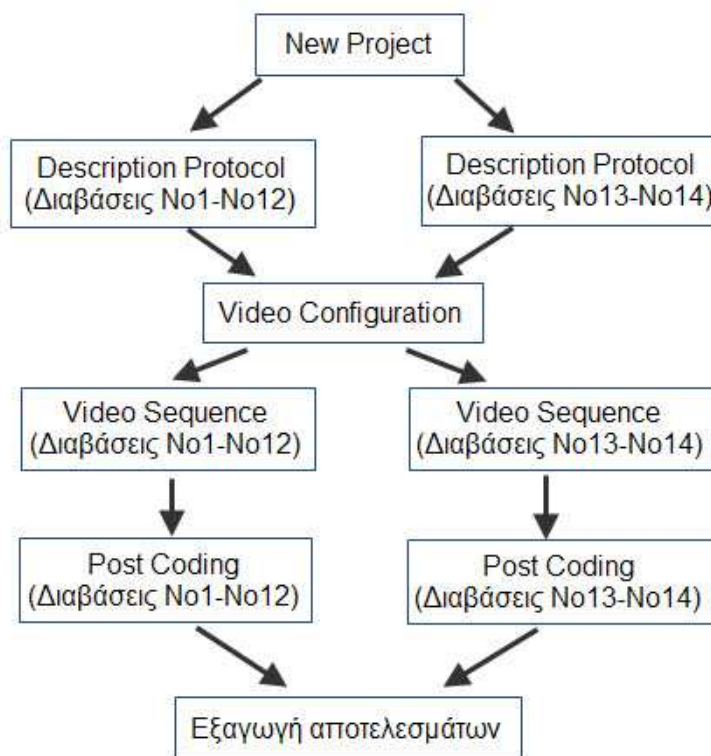 New Project
Description Protocol
(Διαβάσεις Νο1-Νο12)
Description Protocol
(Διαβάσεις Νο13-Νο14)
Video Configuration
Video Sequence
(Διαβάσεις Νο1-Νο12)
Video Sequence
(Διαβάσεις Νο13-Νο14)
Post Coding
(Διαβάσεις Νο1-Νο12)
Post Coding
(Διαβάσεις Νο13-Νο14)
Εξαγωγή αποτελεσμάτων